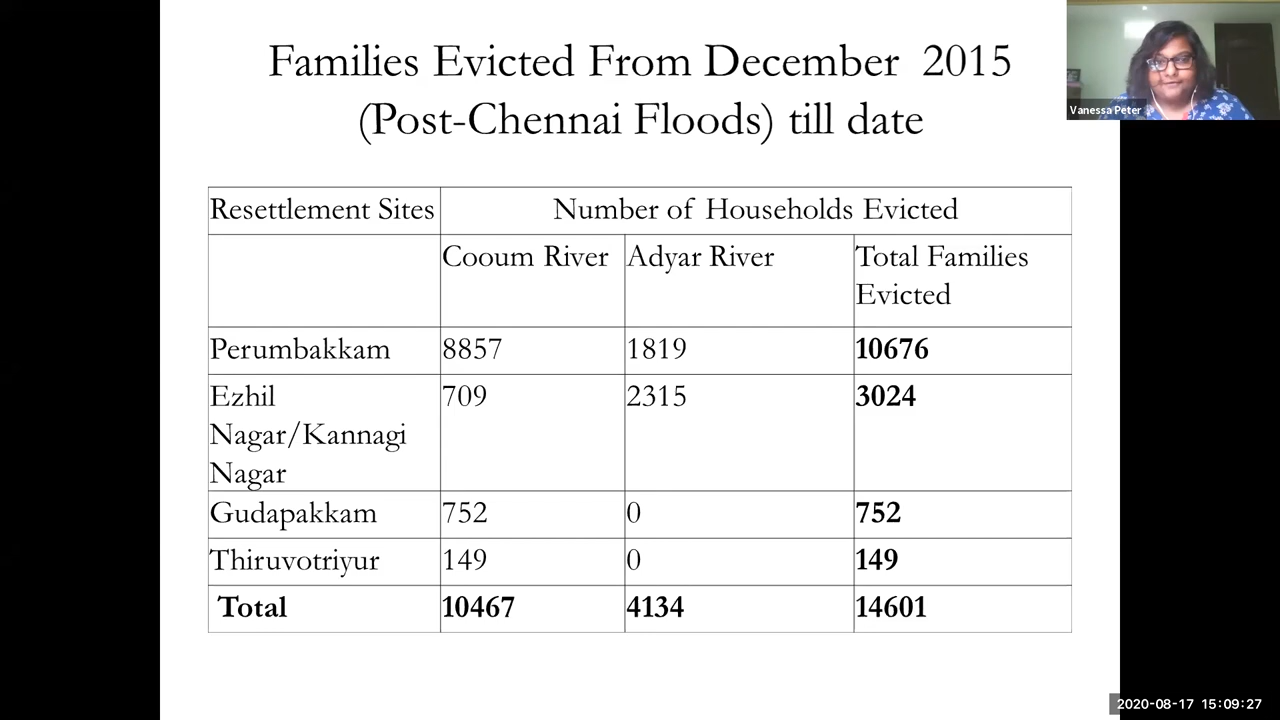 Families Evicted From December 2015
(Post-Chennai Floods) till date
Vanessa Peter
Resettlement Sites Number of Households Evicted
Cooum River Adyar River Total Families
Evicted
Perumbakkam 8857 1819 10676
Ezhil 709 2315 3024
Nagar/Kannagi
Nagar
Gudapakkam 752 0 752
Thiruvotriyur 149 0 149
Total 10467 4134 14601
2020-08-17 15:09:27